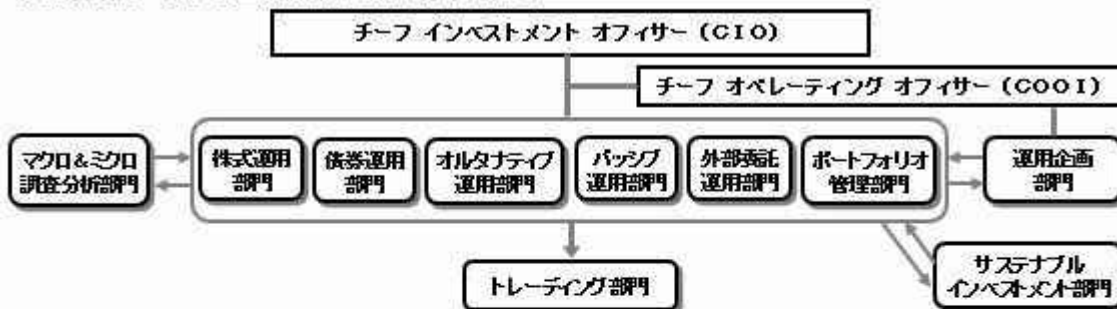 チーフ インベストメント オフィサー（CIO）
チーフ オペレーティング オフィサー（COOI）
マクロ＆ミクロ
調査分析部門
株式運用
部門
債券運用
部門
オルタナティブ
運用部門
パッシブ
運用部門
外部委託
運用部門
ポートフォリオ
管理部門
運用企画
部門
トレーディング部門
サステナブル
インベストメント部門